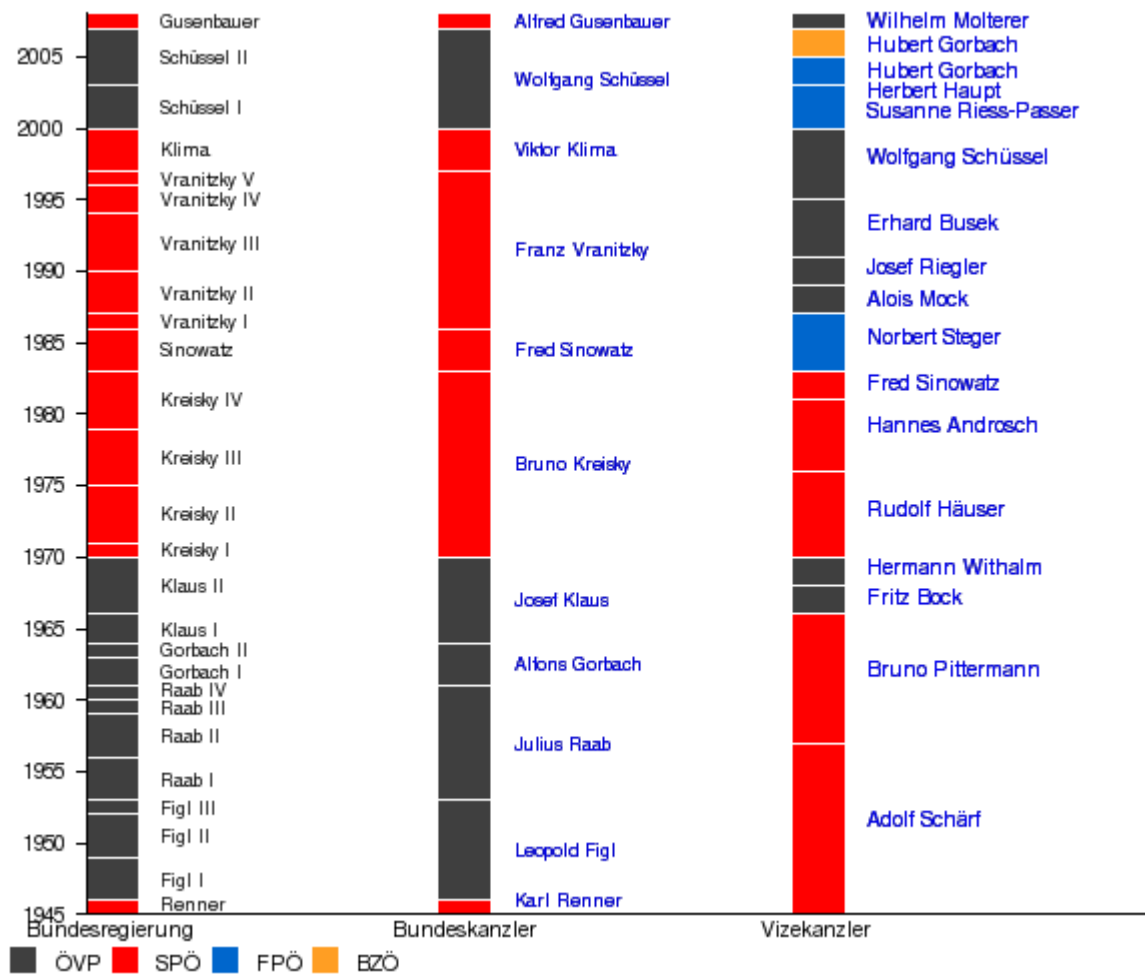 Gusenbauer Alfred Gusenbauer Wilhelm Molterer
2005 Schüssel II Hubert Gorbach
Wolfgang Schüssel Hubert Gorbach
Herbert Haupt
Schüssel I Susanne Riess-Passer
2000
Klima Viktor Klima Wolfgang Schüssel
Vranitzky V
1995 Vranitzky IV
Erhard Busek
Vranitzky III Franz Vranitzky
1990 Josef Riegler
Vranitzky II Alois Mock
Vranitzky I
Norbert Steger
1985 Sinowatz Fred Sinowatz
Fred Sinowatz
1980 Kreisky IV
Hannes Androsch
Kreisky III Bruno Kreisky
1975
Kreisky II Rudolf Häuser
1970 Kreisky I
Hermann Withalm
Klaus II Josef Klaus Fritz Bock
1965 Klaus I
Gorbach II
Gorbach I Alfons Gorbach Bruno Pittermann
1960 Raab IV
Raab III
Raab II Julius Raab
1955 Raab I
Figl III
Adolf Schärf
1950 Figl II
Leopold Figl
Figl I
Renner Karl Renner
1945
Bundesregierung Bundeskanzler Vizekanzler
ÖVP SPÖ FPÖ BZÖ